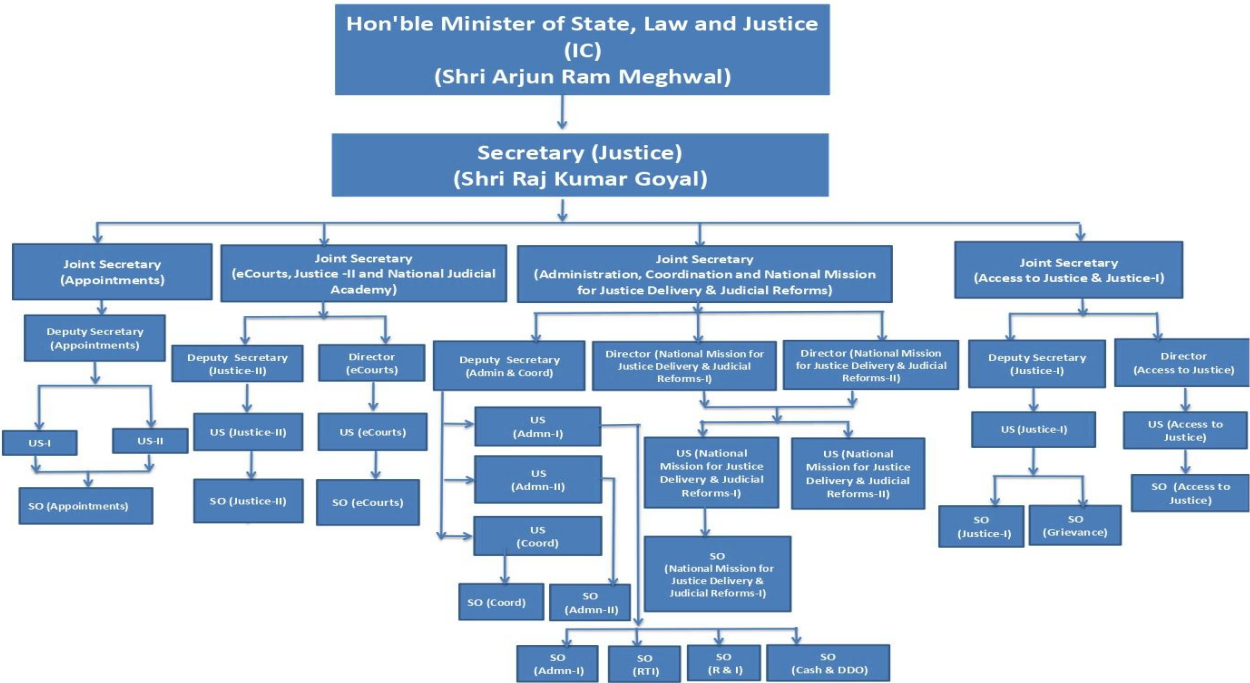 Hon'ble Minister of State, Law and Justice
(IC)
(Shri Arjun Ram Meghwal)
Secretary (Justice)
(Shri Raj Kumar Goyal)
Joint Secretary
(Appointments)
Joint Secretary
(eCourts, Justice -II and National Judicial
Academy)
Joint Secretary
(Administration, Coordination and National Mission
for Justice Delivery & Judicial Reforms)
Joint Secretary
(Access to Justice & Justice-I)
Deputy Secretary
(Appointments)
Deputy Secretary
(Justice-II)
Director
(eCourts)
Deputy Secretary
(Admin & Coord)
Director (National Mission for
Justice Delivery & Judicial
Reforms-I)
Director (National Mission
for Justice Delivery & Judicial
Reforms-II)
Deputy Secretary
(Justice-I)
Director
(Access to Justice)
US-I
US-II
US (Justice-II)
US (eCourts)
US
(Admn-I)
US (National
Mission for Justice
Delivery & Judicial
Reforms-I)
US (National
Mission for Justice
Delivery & Judicial
Reforms-II)
US (Justice-I)
US (Access to
Justice)
SO (Appointments)
SO (Justice-II)
SO (eCourts)
US
(Admn-II)
US
(Coord)
SO
(Justice-I)
SO
(Grievance)
SO (Access to
Justice)
SO (Coord)
SO
(Admn-II)
SO
(National Mission for
Justice Delivery &
Judicial Reforms-I)
SO
(Admn-I)
SO
(RTI)
SO
(R & I)
SO
(Cash & DDO)